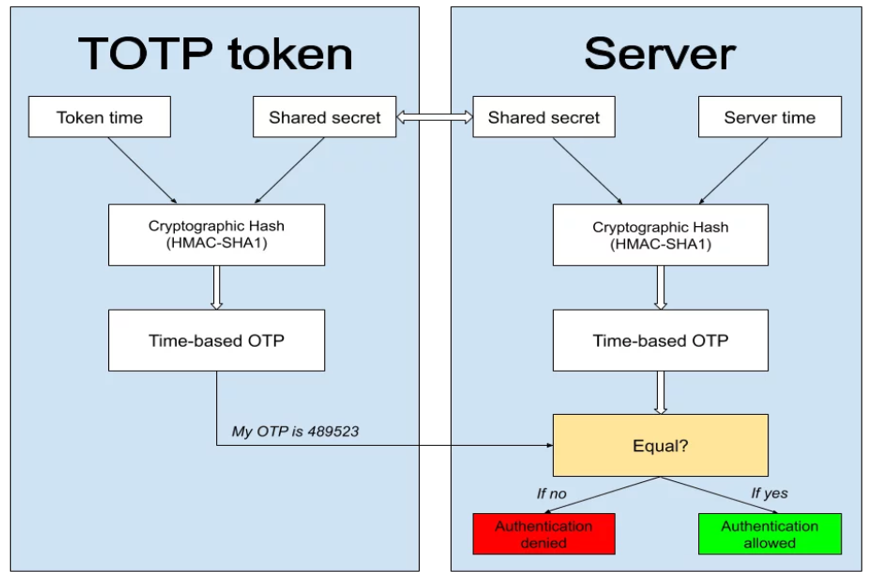 TOTP token
Server
Token time
Shared secret
Shared secret
Server time
Cryptographic Hash
(HMAC-SHA1)
Cryptographic Hash
(HMAC-SHA1)
Time-based OTP
Time-based OTP
My OTP is 489523
Equal?
If no
If yes
Authentication
denied
Authentication
allowed